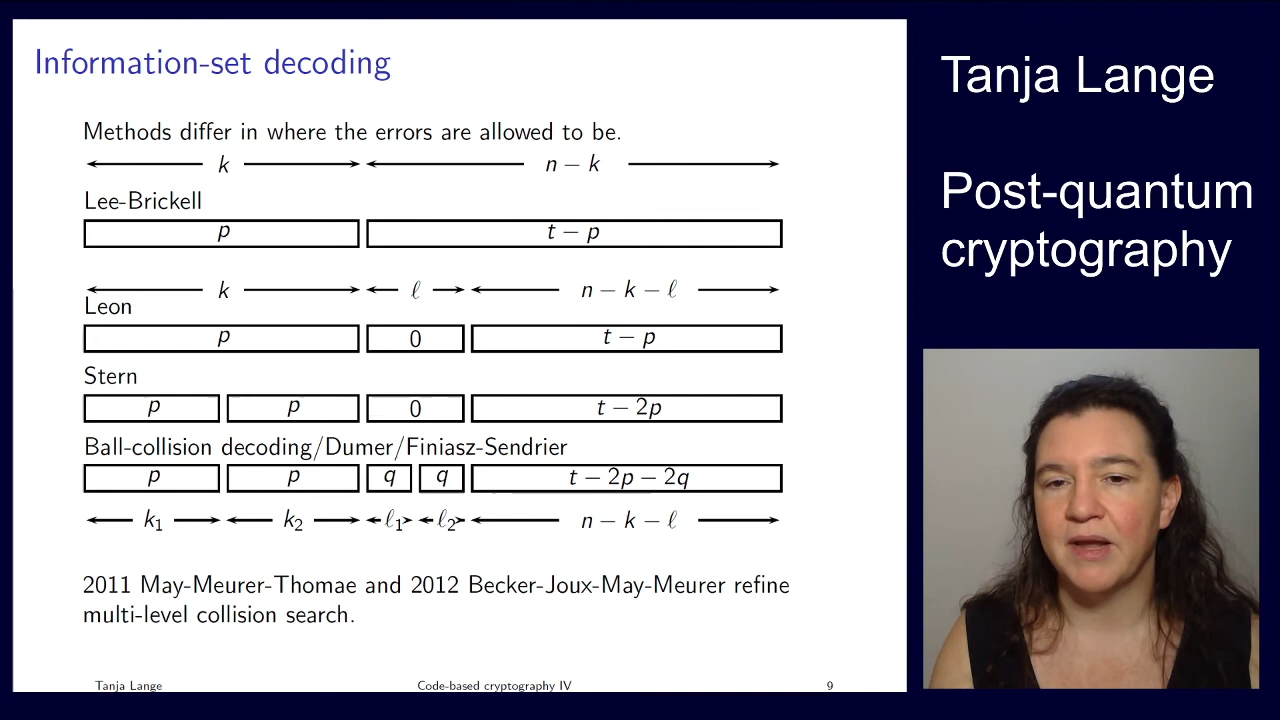 Information-set decoding
Methods differ in where the errors are allowed to be.
k n − k
Lee-Brickell
p t − p
k ℓ n − k − ℓ
Leon
p 0 t − p
Stern
p p 0 t − 2p
Ball-collision decoding/Dumer/Finiasz-Sendrier
p p q q t − 2p − 2q
k₁ k₂ ℓ₁ ℓ₂ n − k − ℓ
2011 May-Meurer-Thomae and 2012 Becker-Joux-May-Meurer refine
multi-level collision search.
Tanja Lange Code-based cryptography IV 9
Tanja Lange
Post-quantum
cryptography